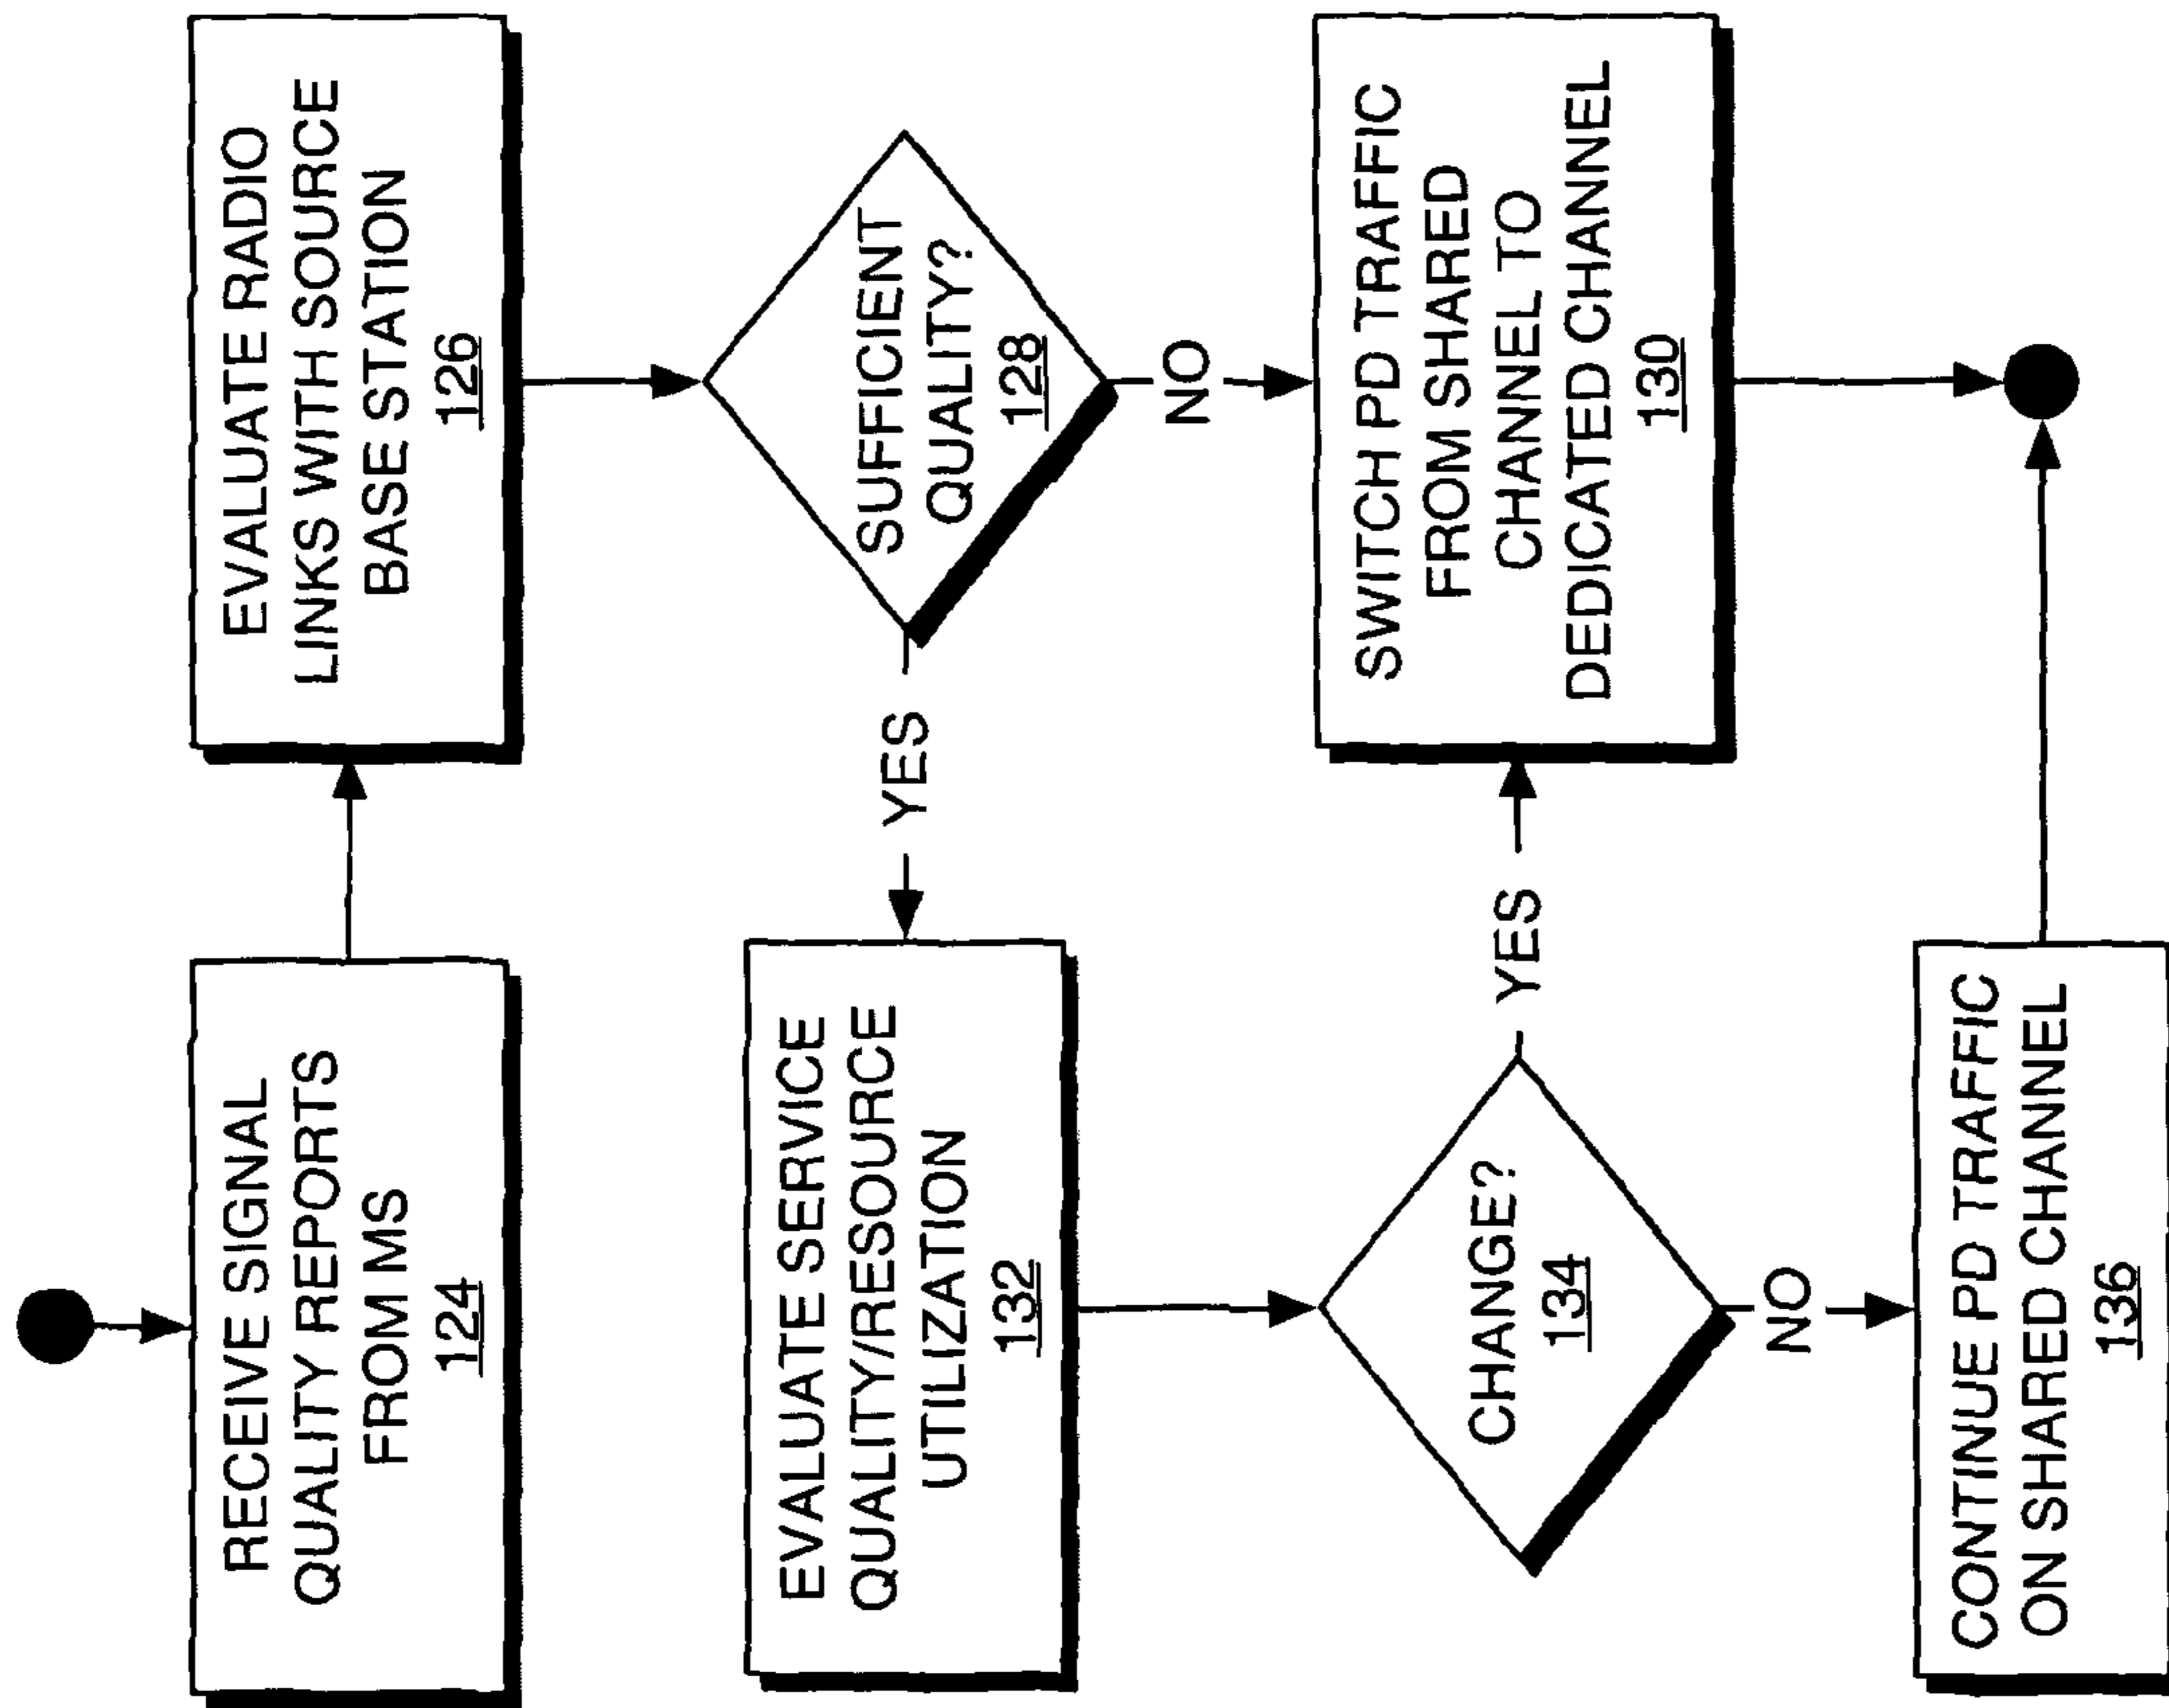 RECEIVE SIGNAL
QUALITY REPORTS
FROM MS
124
EVALUATE RADIO
LINKS WITH SOURCE
BASE STATION
126
SUFFICIENT
QUALITY?
128
YES
NO
EVALUATE SERVICE
QUALITY/RESOURCE
UTILIZATION
132
CHANGE?
134
YES
NO
SWITCH PD TRAFFIC
FROM SHARED
CHANNEL TO
DEDICATED CHANNEL
130
CONTINUE PD TRAFFIC
ON SHARED CHANNEL
136